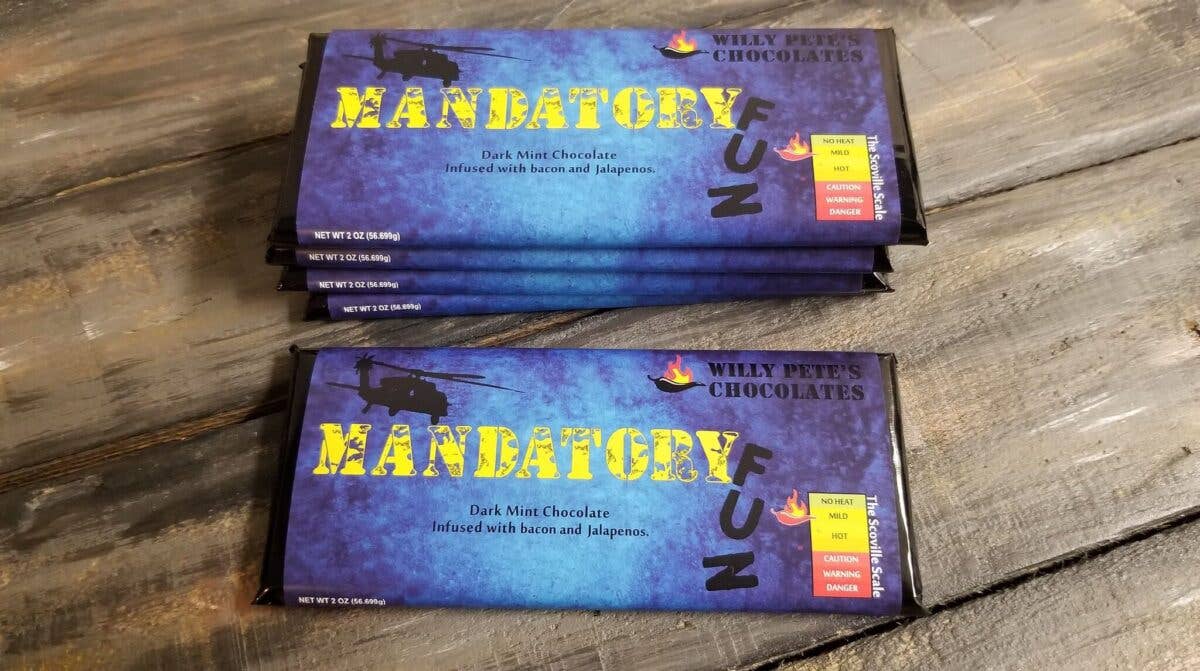 WILLY PETE'S
CHOCOLATES
MANDATORY
FUN
Dark Mint Chocolate
Infused with bacon and Jalapenos.
NO HEAT
MILD
HOT
CAUTION
WARNING
DANGER
The Scoville Scale
NET WT 2 OZ (56.699g)
NET WT 2 OZ (56.699g)
NET WT 2 OZ (56.699g)
NET WT 2 OZ (56.699g)
WILLY PETE'S
CHOCOLATES
MANDATORY
FUN
Dark Mint Chocolate
Infused with bacon and Jalapenos.
NO HEAT
MILD
HOT
CAUTION
WARNING
DANGER
The Scoville Scale
NET WT 2 OZ (56.699g)